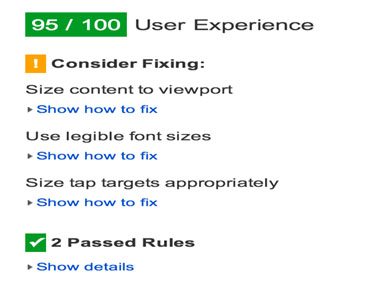 95 / 100 User Experience
! Consider Fixing:
Size content to viewport
Show how to fix
Use legible font sizes
Show how to fix
Size tap targets appropriately
Show how to fix
2 Passed Rules
Show details